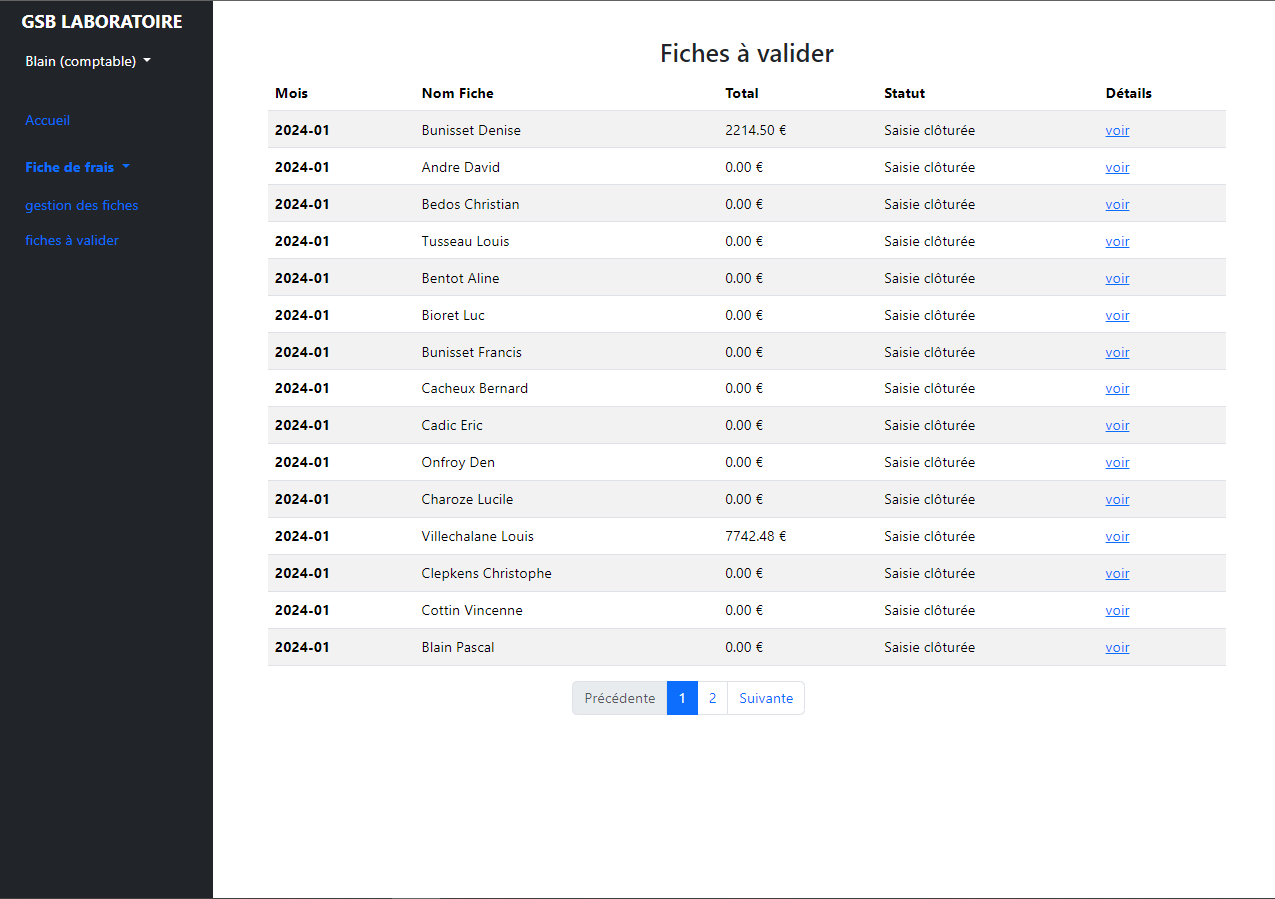 GSB LABORATOIRE
Blain (comptable)
Accueil
Fiche de frais
gestion des fiches
fiches à valider
Fiches à valider
Mois Nom Fiche Total Statut Détails
2024-01 Bunisset Denise 2214.50 € Saisie clôturée voir
2024-01 Andre David 0.00 € Saisie clôturée voir
2024-01 Bedos Christian 0.00 € Saisie clôturée voir
2024-01 Tusseau Louis 0.00 € Saisie clôturée voir
2024-01 Bentot Aline 0.00 € Saisie clôturée voir
2024-01 Bioret Luc 0.00 € Saisie clôturée voir
2024-01 Bunisset Francis 0.00 € Saisie clôturée voir
2024-01 Cacheux Bernard 0.00 € Saisie clôturée voir
2024-01 Cadic Eric 0.00 € Saisie clôturée voir
2024-01 Onfroy Den 0.00 € Saisie clôturée voir
2024-01 Charoze Lucile 0.00 € Saisie clôturée voir
2024-01 Villechalane Louis 7742.48 € Saisie clôturée voir
2024-01 Clepkens Christophe 0.00 € Saisie clôturée voir
2024-01 Cottin Vincenne 0.00 € Saisie clôturée voir
2024-01 Blain Pascal 0.00 € Saisie clôturée voir
Précédente 1 2 Suivante